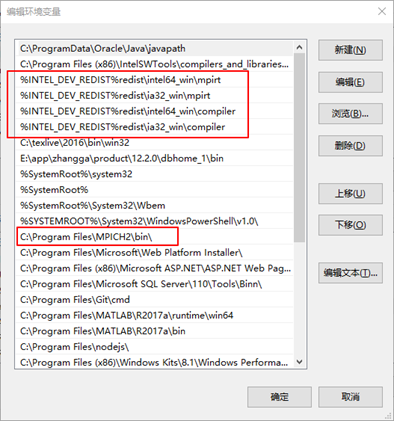 编辑环境变量
C:\ProgramData\Oracle\Java\javapath
C:\Program Files (x86)\IntelSWTools\compilers_and_libraries...
%INTEL_DEV_REDIST%redist\intel64_win\mpirt
%INTEL_DEV_REDIST%redist\ia32_win\mpirt
%INTEL_DEV_REDIST%redist\intel64_win\compiler
%INTEL_DEV_REDIST%redist\ia32_win\compiler
C:\texlive\2016\bin\win32
E:\app\zhangga\product\12.2.0\dbhome_1\bin
%SystemRoot%\system32
%SystemRoot%
%SystemRoot%\System32\Wbem
%SYSTEMROOT%\System32\WindowsPowerShell\v1.0\
C:\Program Files\MPICH2\bin\
C:\Program Files\Microsoft\Web Platform Installer\
C:\Program Files (x86)\Microsoft ASP.NET\ASP.NET Web Pag...
C:\Program Files\Microsoft SQL Server\110\Tools\Binn\
C:\Program Files\Git\cmd
C:\Program Files\MATLAB\R2017a\runtime\win64
C:\Program Files\MATLAB\R2017a\bin
C:\Program Files\nodejs\
C:\Program Files (x86)\Windows Kits\8.1\Windows Performa...
新建(N)
编辑(E)
浏览(B)...
删除(D)
上移(U)
下移(O)
编辑文本(T)...
确定
取消